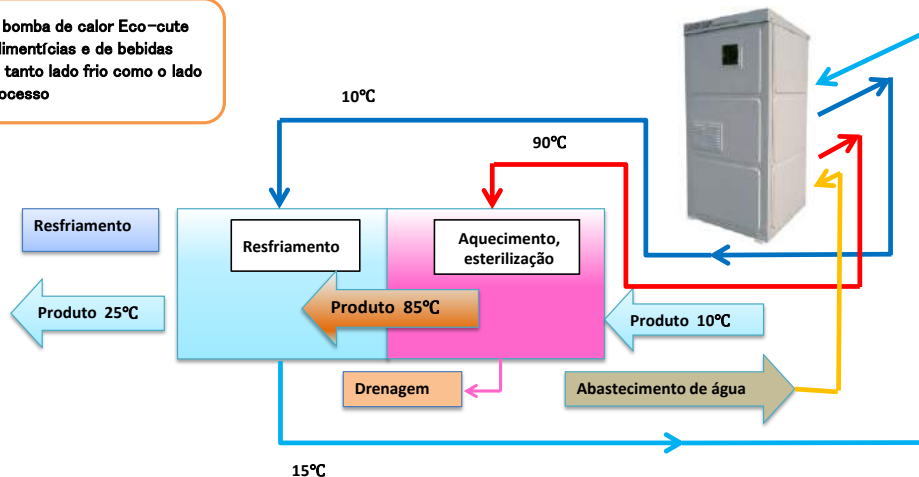 bomba de calor Eco-cute
limentícias e de bebidas
tanto lado frio como o lado
ocesso
10℃
90℃
Resfriamento
Resfriamento
Aquecimento,
esterilização
Produto 25℃
Produto 85℃
Produto 10℃
Drenagem
Abastecimento de água
15℃